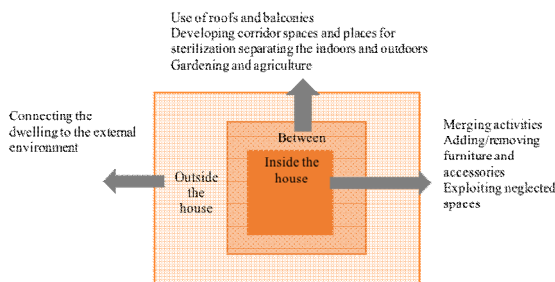 Use of roofs and balconies
Developing corridor spaces and places for
sterilization separating the indoors and outdoors
Gardening and agriculture
Connecting the
dwelling to the external
environment
Between
Inside the
house
Outside
the
house
Merging activities
Adding/removing
furniture and
accessories
Exploiting neglected
spaces